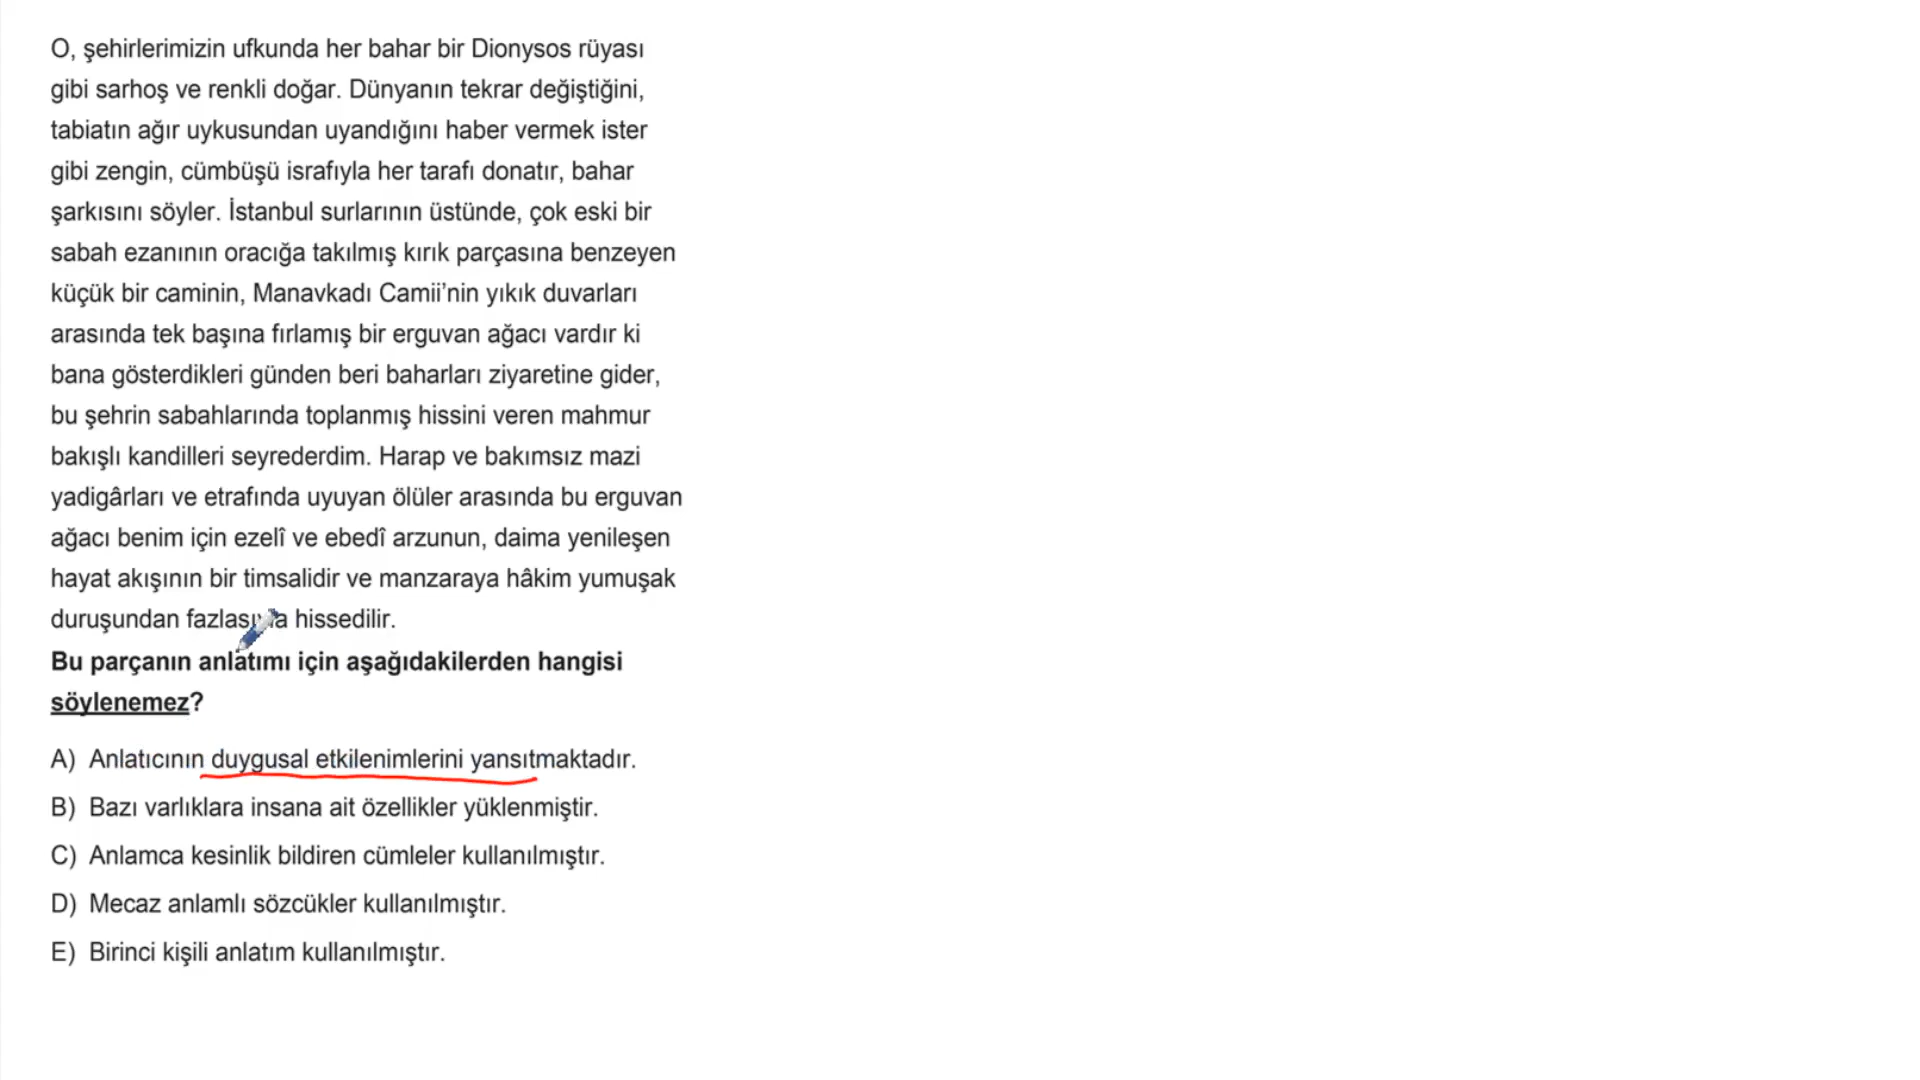 O, şehirlerimizin ufkunda her bahar bir Dionysos rüyası
gibi sarhoş ve renkli doğar. Dünyanın tekrar değiştiğini,
tabiatın ağır uykusundan uyandığını haber vermek ister
gibi zengin, cümbüşü israfıyla her tarafı donatır, bahar
şarkısını söyler. İstanbul surlarının üstünde, çok eski bir
sabah ezanının oracığa takılmış kırık parçasına benzeyen
küçük bir caminin, Manavkadı Camii’nin yıkık duvarları
arasında tek başına fırlamış bir erguvan ağacı vardır ki
bana gösterdikleri günden beri baharları ziyaretine gider,
bu şehrin sabahlarında toplanmış hissini veren mahmur
bakışlı kandilleri seyrederdim. Harap ve bakımsız mazi
yadigârları ve etrafında uyuyan ölüler arasında bu erguvan
ağacı benim için ezelî ve ebedî arzunun, daima yenileşen
hayat akışının bir timsalidir ve manzaraya hâkim yumuşak
duruşundan fazlasıyla hissedilir.
Bu parçanın anlatımı için aşağıdakilerden hangisi
söylenemez?
A) Anlatıcının duygusal etkilenimlerini yansıtmaktadır.
B) Bazı varlıklara insana ait özellikler yüklenmiştir.
C) Anlamca kesinlik bildiren cümleler kullanılmıştır.
D) Mecaz anlamlı sözcükler kullanılmıştır.
E) Birinci kişili anlatım kullanılmıştır.